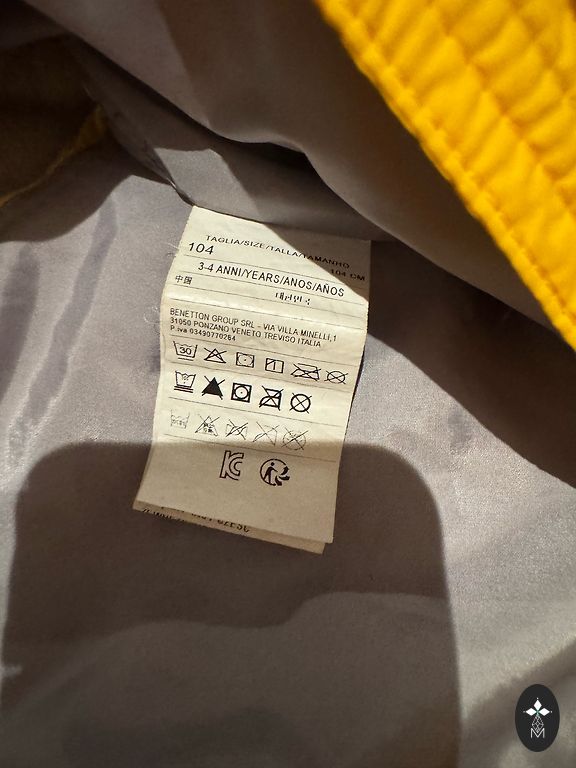 TAGLIA/SIZE/TALLA/TAMANHO
104 104 CM
3-4 ANNI/YEARS/ANOS/AÑOS
中国
BENETTON GROUP SRL - VIA VILLA MINELLI,1
31050 PONZANO VENETO TREVISO ITALIA
P.iva 03490770264
30
KC
M